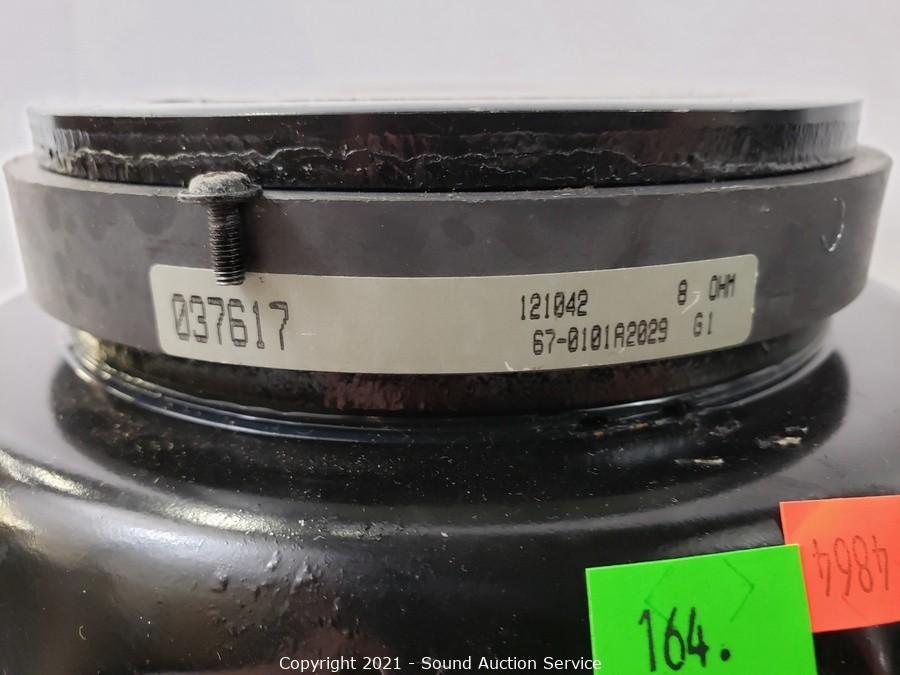 037617
121042 8 OHM
67-0101A2029 G1
4864
164.
Copyright 2021 - Sound Auction Service